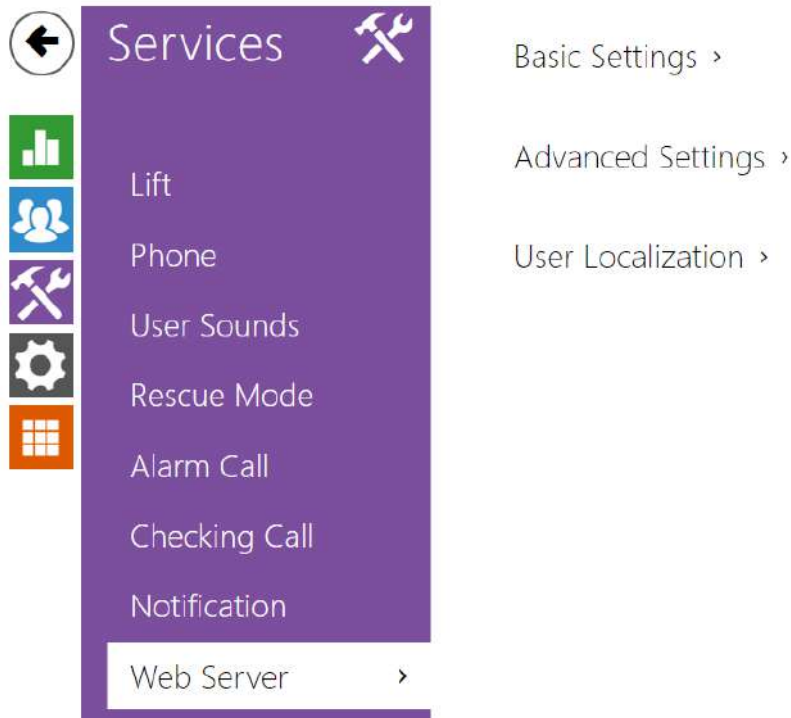 Services
Lift
Phone
User Sounds
Rescue Mode
Alarm Call
Checking Call
Notification
Web Server ›
Basic Settings ›
Advanced Settings ›
User Localization ›